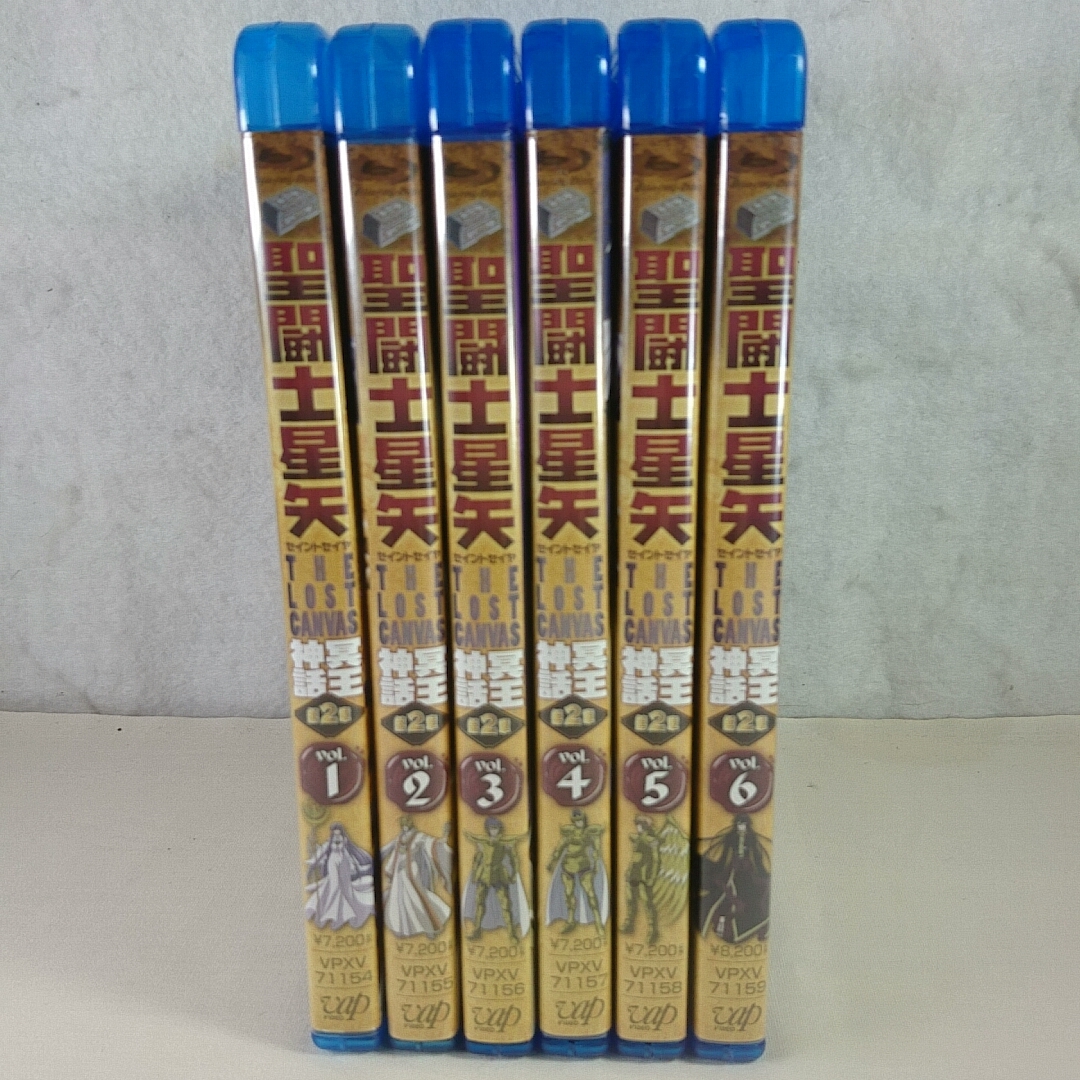 聖闘士星矢
セイントセイヤ
THE
LOST
CANVAS
冥王
神話
第2章
VOL.
1
¥7,200
VPXV
71154
vap
VIDEO
聖闘士星矢
セイントセイヤ
THE
LOST
CANVAS
冥王
神話
第2章
VOL.
2
¥7,200
VPXV
71155
vap
VIDEO
聖闘士星矢
セイントセイヤ
THE
LOST
CANVAS
冥王
神話
第2章
VOL.
3
¥7,200
VPXV
71156
vap
VIDEO
聖闘士星矢
セイントセイヤ
THE
LOST
CANVAS
冥王
神話
第2章
VOL.
4
¥7,200
VPXV
71157
vap
VIDEO
聖闘士星矢
セイントセイヤ
THE
LOST
CANVAS
冥王
神話
第2章
VOL.
5
¥7,200
VPXV
71158
vap
VIDEO
聖闘士星矢
セイントセイヤ
THE
LOST
CANVAS
冥王
神話
第2章
VOL.
6
¥8,200
VPXV
71159
vap
VIDEO